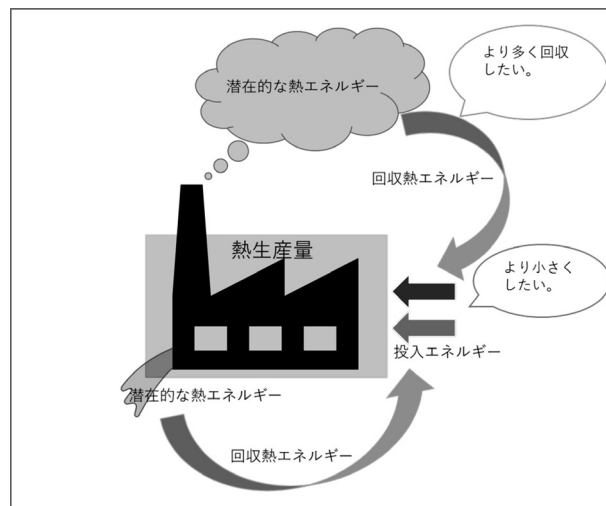 より多く回収
したい。
潜在的な熱エネルギー
回収熱エネルギー
熱生産量
より小さく
したい。
投入エネルギー
潜在的な熱エネルギー
回収熱エネルギー